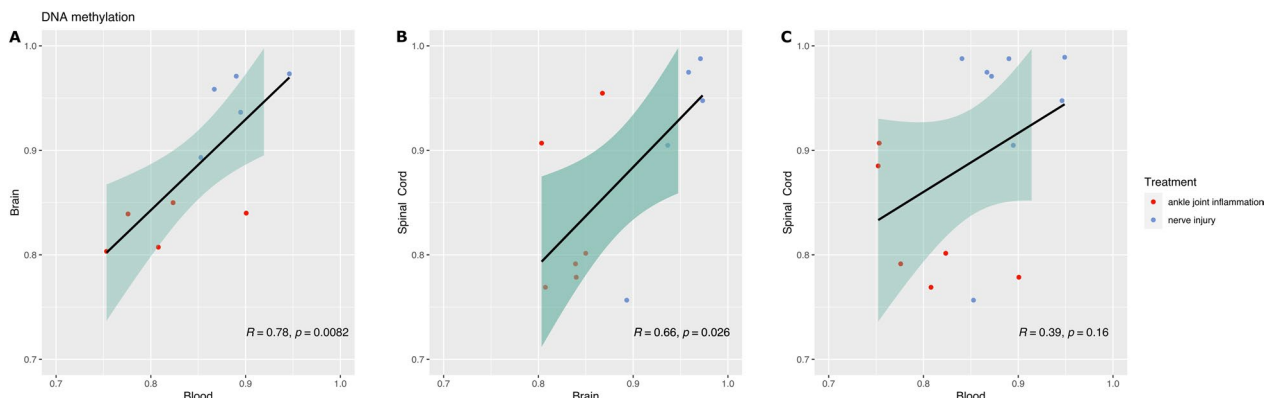 DNA methylation
A
1.0
0.9
0.8
0.7
Brain
R = 0.78, p = 0.0082
0.7 0.8 0.9 1.0
Blood
B
1.0
0.9
0.8
0.7
Spinal Cord
R = 0.66, p = 0.026
0.7 0.8 0.9 1.0
Brain
C
1.0
0.9
0.8
0.7
Spinal Cord
R = 0.39, p = 0.16
0.7 0.8 0.9 1.0
Blood
Treatment
ankle joint inflammation
nerve injury